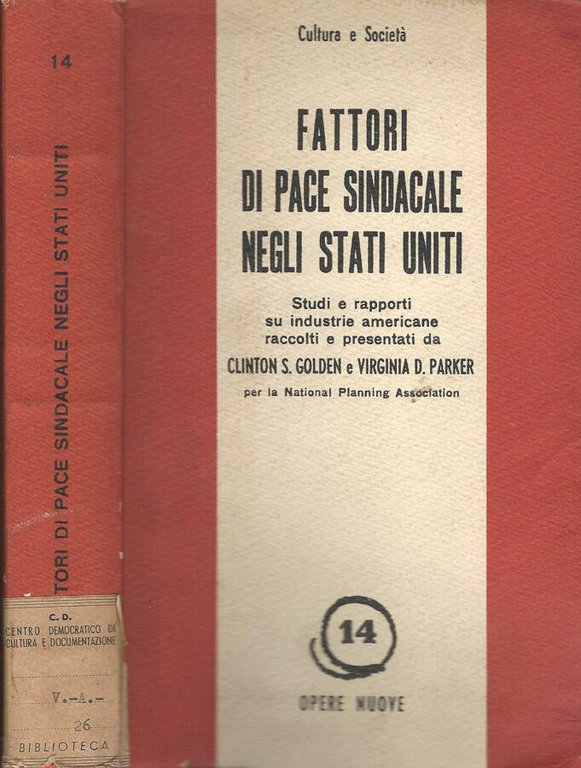 14
TORI DI PACE SINDACALE NEGLI STATI UNITI
C. D.
CENTRO DEMOCRATICO DI
CULTURA E DOCUMENTAZIONE
V.-A.-
26
BIBLIOTECA
Cultura e Società
FATTORI
DI PACE SINDACALE
NEGLI STATI UNITI
Studi e rapporti
su industrie americane
raccolti e presentati da
CLINTON S. GOLDEN e VIRGINIA D. PARKER
per la National Planning Association
14
OPERE NUOVE